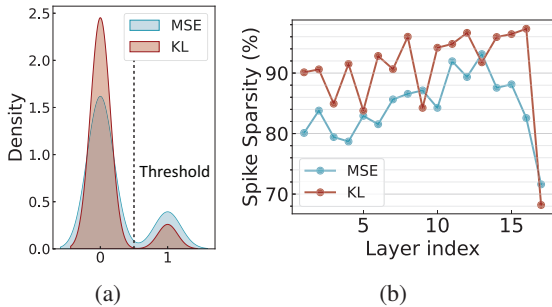 2.5
2.0
1.5
1.0
0.5
0.0
Density
MSE
KL
Threshold
0
1
(a)
Spike Sparsity (%)
90
80
70
MSE
KL
5
10
15
Layer index
(b)